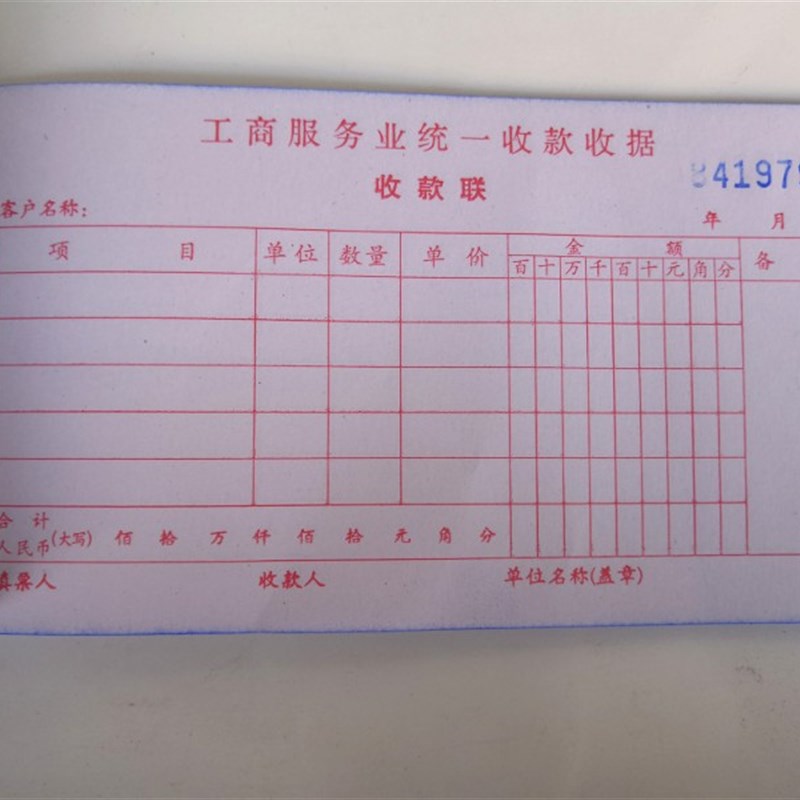 工商服务业统一收款收据
84197
收款联
客户名称:
年 月
项 目 单位 数量 单价 金 额 备
百 十 万 千 百 十 元 角 分
合 计
人民币(大写) 佰 拾 万 仟 佰 拾 元 角 分
填票人 收款人 单位名称(盖章)